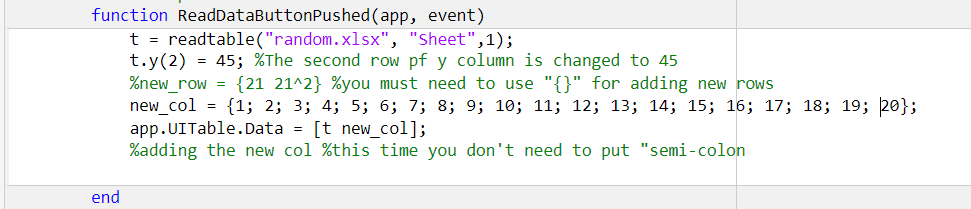 function ReadDataButtonPushed(app, event)
t = readtable("random.xlsx", "Sheet",1);
t.y(2) = 45; %The second row pf y column is changed to 45
%new_row = {21 21^2} %you must need to use "{}" for adding new rows
new_col = {1; 2; 3; 4; 5; 6; 7; 8; 9; 10; 11; 12; 13; 14; 15; 16; 17; 18; 19; 20};
app.UITable.Data = [t new_col];
%adding the new col %this time you don't need to put "semi-colon
end